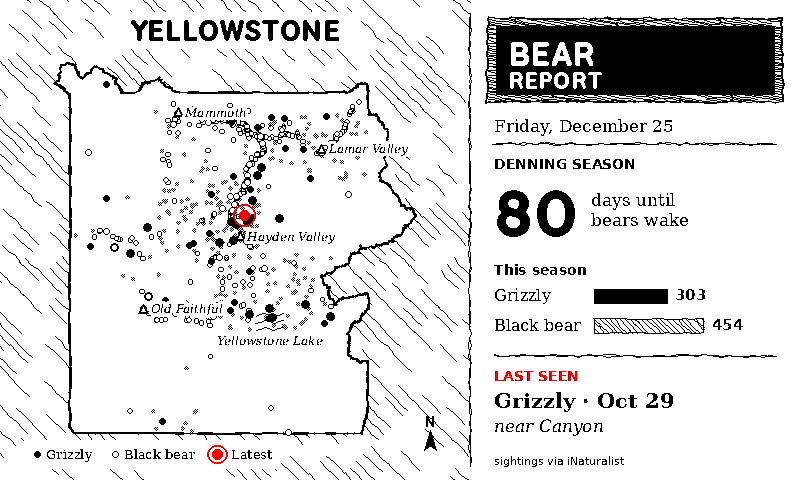 YELLOWSTONE
Mammoth
Lamar Valley
Hayden Valley
Old Faithful
Yellowstone Lake
N
Grizzly
Black bear
Latest
BEAR
REPORT
Friday, December 25
DENNING SEASON
80
days until
bears wake
This season
Grizzly 303
Black bear 454
LAST SEEN
Grizzly · Oct 29
near Canyon
sightings via iNaturalist